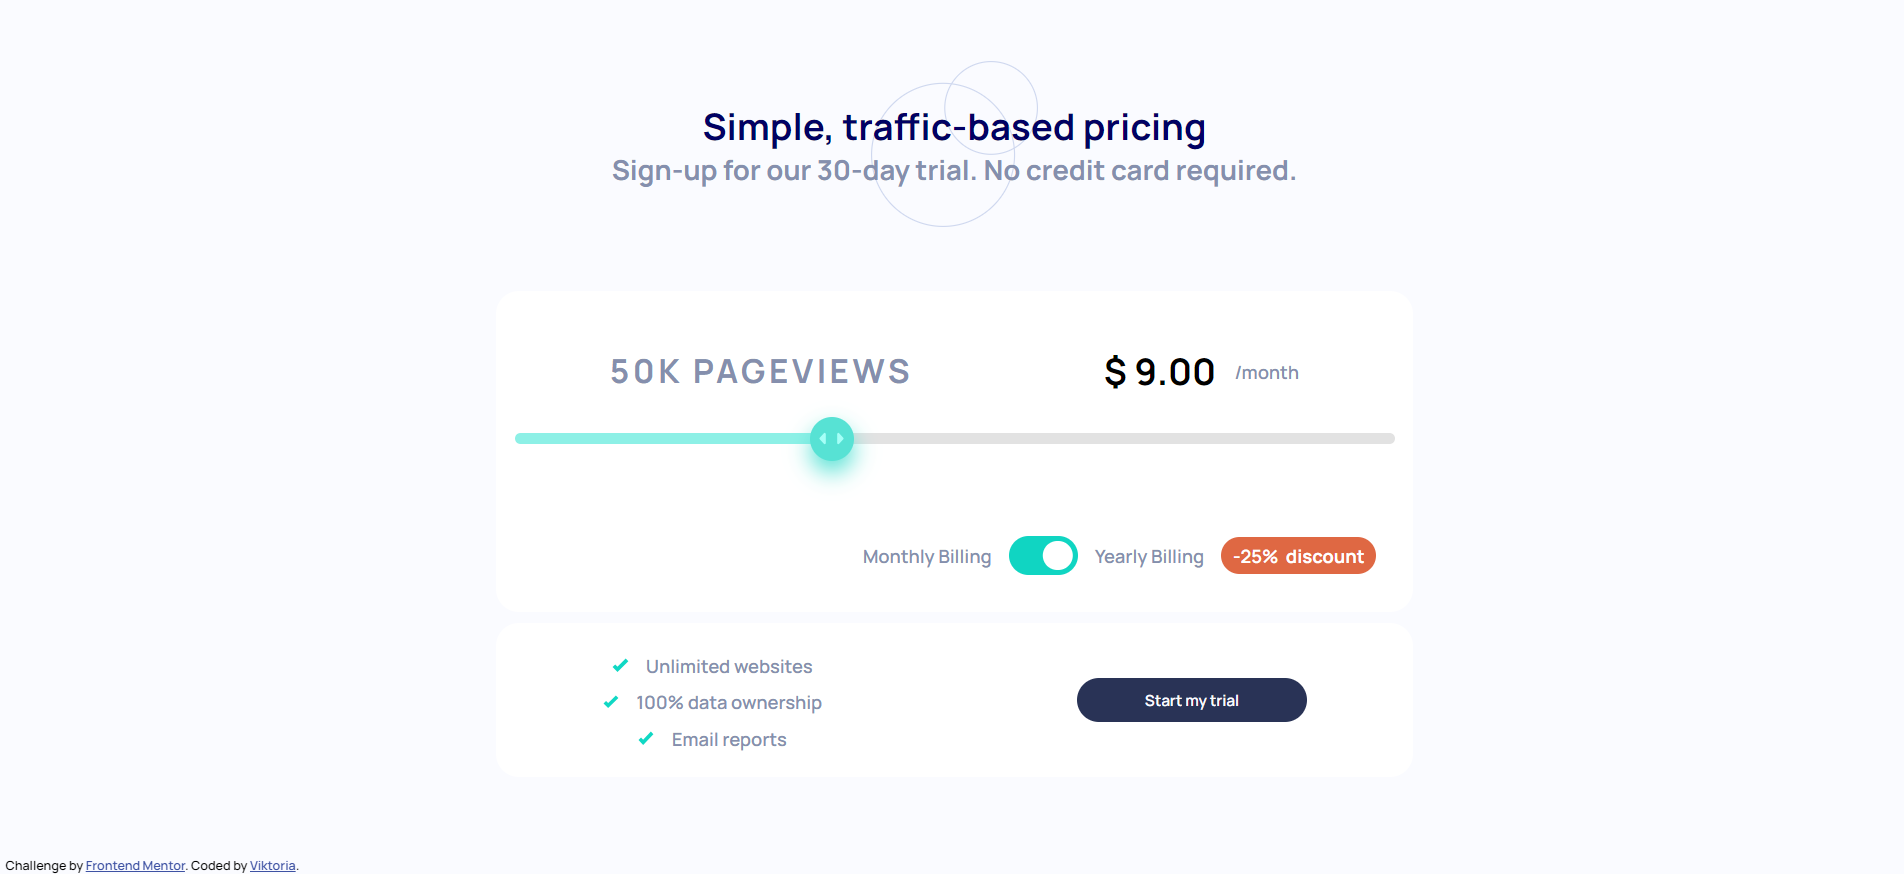 Simple, traffic-based pricing
Sign-up for our 30-day trial. No credit card required.
50K PAGEVIEWS
$ 9.00 /month
Monthly Billing Yearly Billing -25% discount
Unlimited websites
100% data ownership
Email reports
Start my trial
Challenge by Frontend Mentor. Coded by Viktoria.